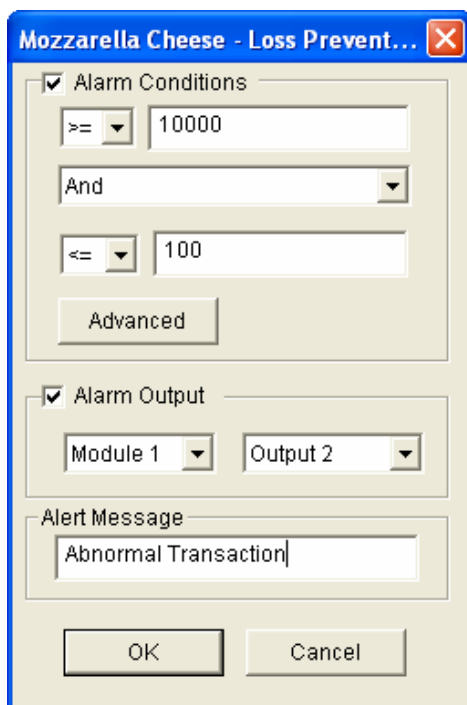 Mozzarella Cheese - Loss Prevent...
Alarm Conditions
>= 10000
And
<= 100
Advanced
Alarm Output
Module 1 Output 2
Alert Message
Abnormal Transaction
OK Cancel